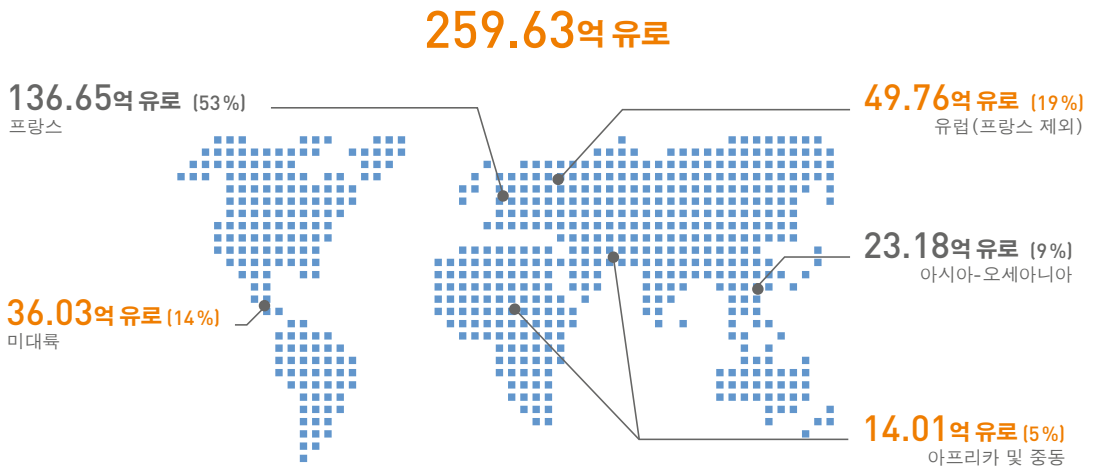 259.63억 유로
136.65억 유로 (53%)
프랑스
49.76억 유로 (19%)
유럽(프랑스 제외)
23.18억 유로 (9%)
아시아-오세아니아
36.03억 유로 (14%)
미대륙
14.01억 유로 (5%)
아프리카 및 중동